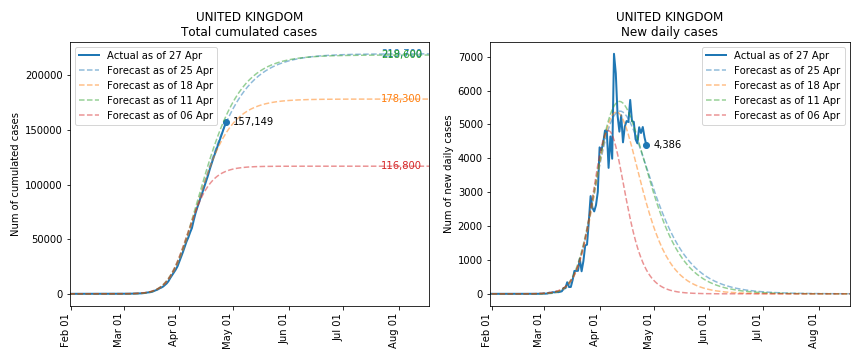 UNITED KINGDOM
Total cumulated cases
Actual as of 27 Apr
Forecast as of 25 Apr
Forecast as of 18 Apr
Forecast as of 11 Apr
Forecast as of 06 Apr
178,300
157,149
116,800
Num of cumulated cases
200000
150000
100000
50000
0
Feb 01
Mar 01
Apr 01
May 01
Jun 01
Jul 01
Aug 01
UNITED KINGDOM
New daily cases
Actual as of 27 Apr
Forecast as of 25 Apr
Forecast as of 18 Apr
Forecast as of 11 Apr
Forecast as of 06 Apr
4,386
Num of new daily cases
7000
6000
5000
4000
3000
2000
1000
0
Feb 01
Mar 01
Apr 01
May 01
Jun 01
Jul 01
Aug 01